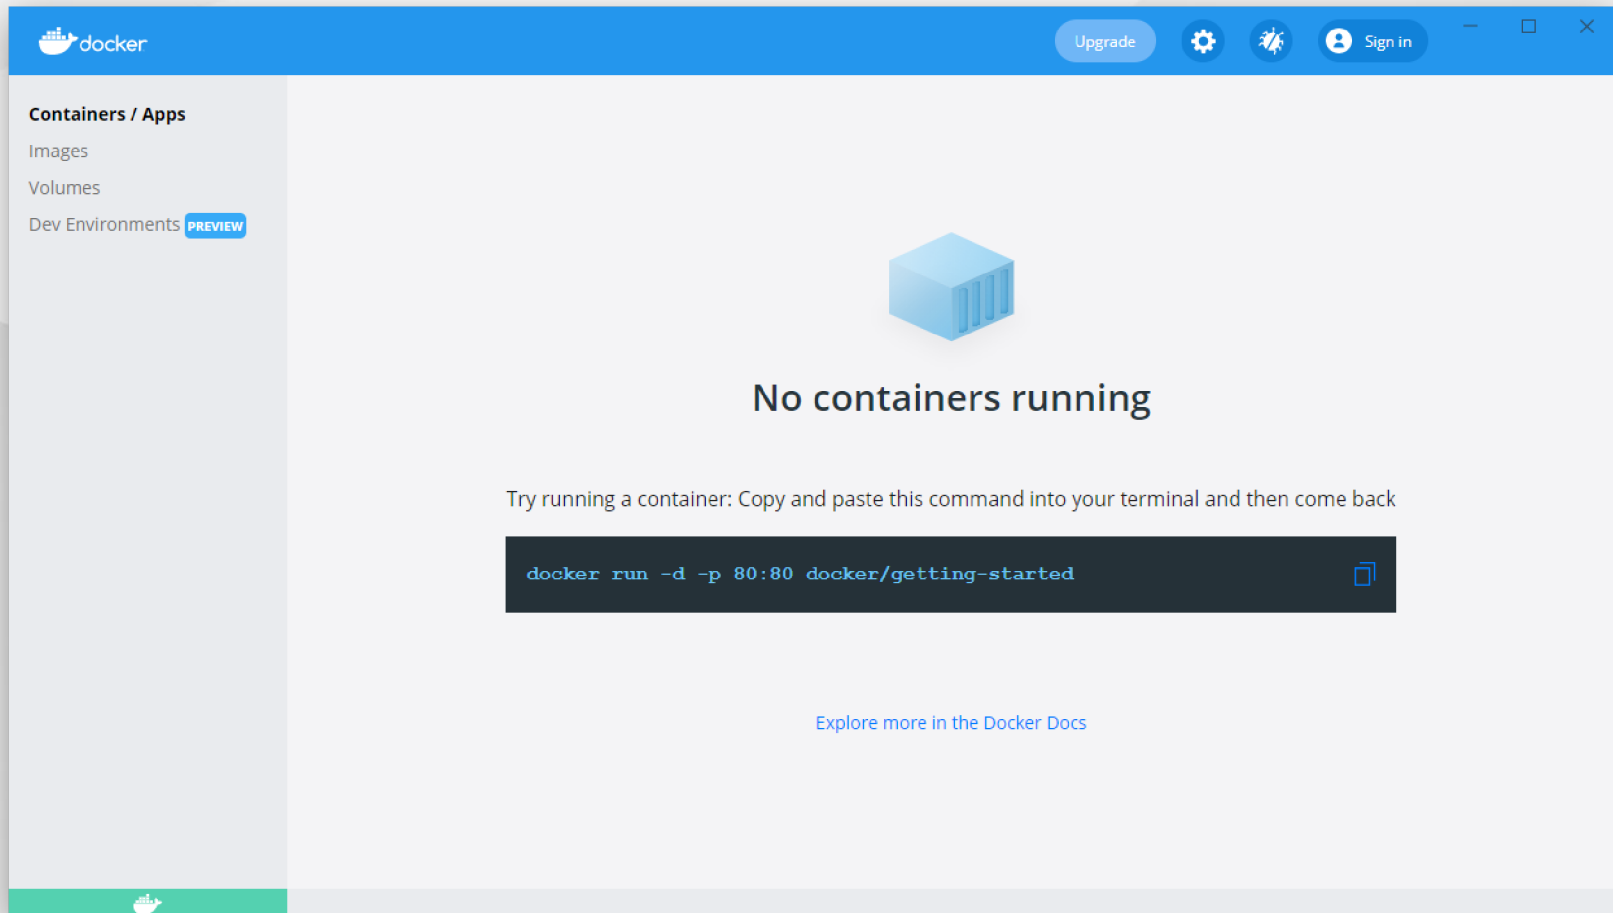 docker
Upgrade
Sign in
Containers / Apps
Images
Volumes
Dev Environments PREVIEW
No containers running
Try running a container: Copy and paste this command into your terminal and then come back
docker run -d -p 80:80 docker/getting-started
Explore more in the Docker Docs